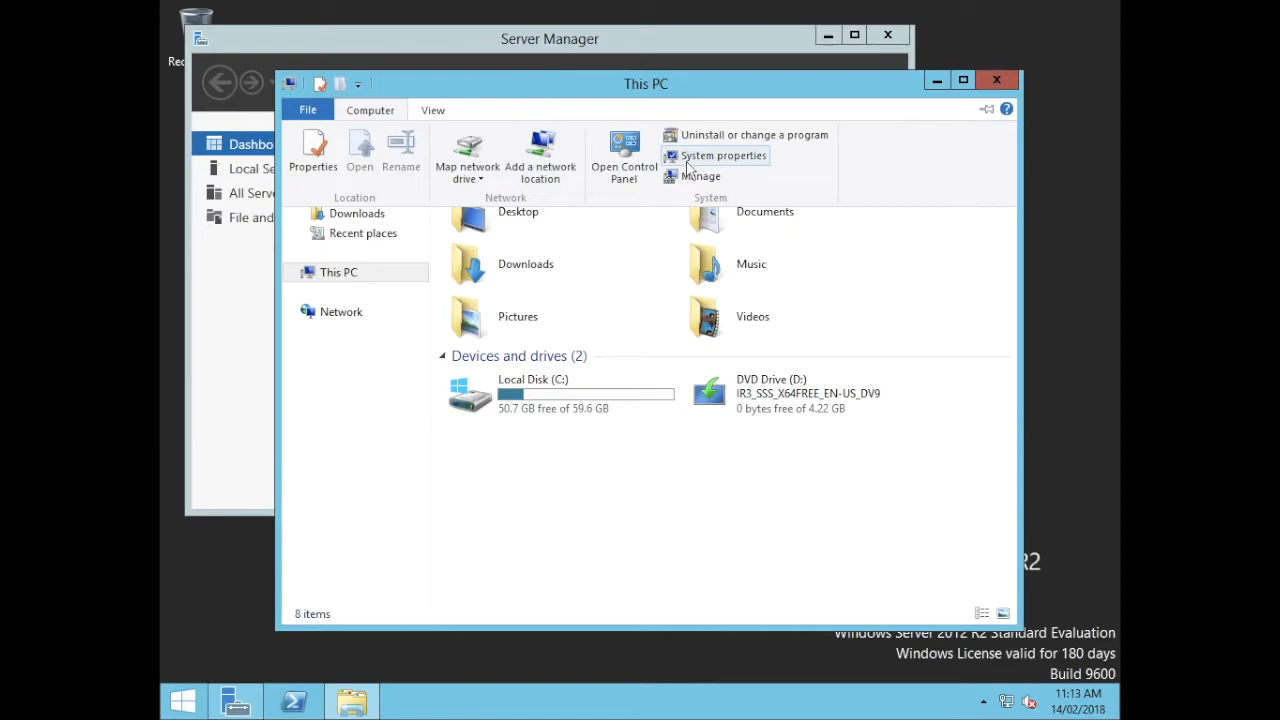 Server Manager
This PC
File
Computer
View
Properties
Open
Rename
Map network
drive
Add a network
location
Open Control
Panel
Uninstall or change a program
System properties
Manage
Location
Network
System
Dashbo
Local Se
All Serve
File and
Downloads
Recent places
This PC
Network
Desktop
Documents
Downloads
Music
Pictures
Videos
Devices and drives (2)
Local Disk (C:)
50.7 GB free of 59.6 GB
DVD Drive (D:)
IR3_SSS_X64FREE_EN-US_DV9
0 bytes free of 4.22 GB
8 items
R2
Windows Server 2012 R2 Standard Evaluation
Windows License valid for 180 days
Build 9600
11:13 AM
14/02/2018